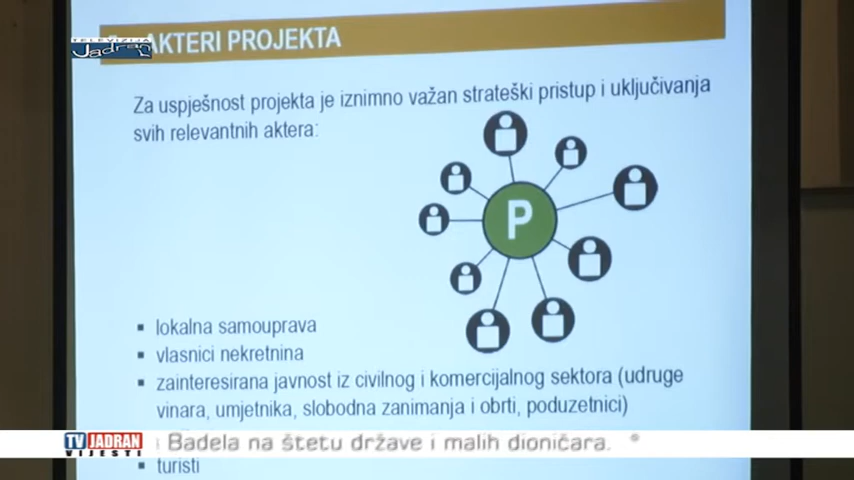 TELEVIZIJA
Jadran
AKTERI PROJEKTA
Za uspješnost projekta je iznimno važan strateški pristup i uključivanja
svih relevantnih aktera:
P
▪ lokalna samouprava
▪ vlasnici nekretnina
▪ zainteresirana javnost iz civilnog i komercijalnog sektora (udruge
vinara, umjetnika, slobodna zanimanja i obrti, poduzetnici)
TV JADRAN
VIJESTI
Badela na štetu države i malih dioničara. *
▪ turisti